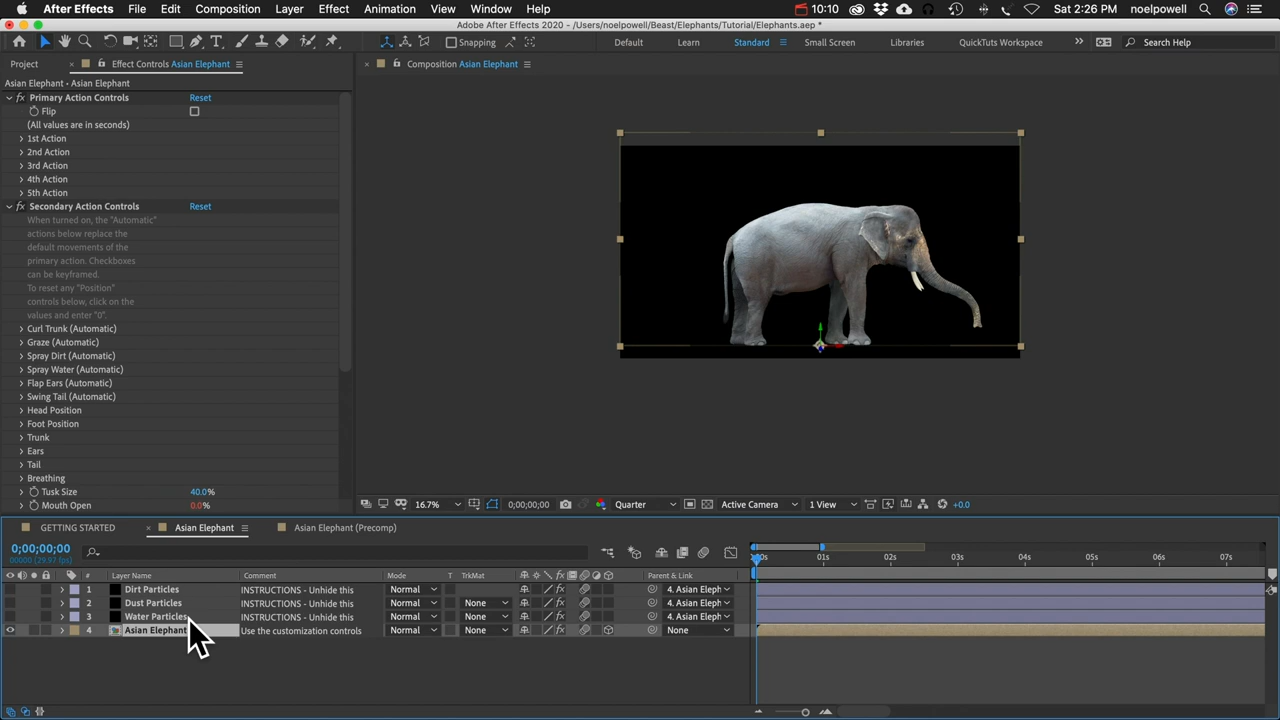 After Effects File Edit Composition Layer Effect Animation View Window Help 10:10 Sat 2:26 PM noelpowell
Adobe After Effects 2020 - /Users/noelpowell/Beast/Elephants/Tutorial/Elephants.aep *
Snapping Default Learn Standard Small Screen Libraries QuickTuts Workspace Search Help
Project Effect Controls Asian Elephant Composition Asian Elephant
Asian Elephant • Asian Elephant
fx Primary Action Controls Reset
Flip
(All values are in seconds)
1st Action
2nd Action
3rd Action
4th Action
5th Action
fx Secondary Action Controls Reset
When turned on, the "Automatic"
actions below replace the
default movements of the
primary action. Checkboxes
can be keyframed.
To reset any "Position"
controls below, click on the
values and enter "0".
Curl Trunk (Automatic)
Graze (Automatic)
Spray Dirt (Automatic)
Spray Water (Automatic)
Flap Ears (Automatic)
Swing Tail (Automatic)
Head Position
Foot Position
Trunk
Ears
Tail
Breathing
Tusk Size 40.0%
Mouth Open 0.0%
16.7% 0;00;00;00 Quarter Active Camera 1 View +0.0
GETTING STARTED Asian Elephant Asian Elephant (Precomp)
0;00;00;00
00000 (29.97 fps)
01s 02s 03s 04s 05s 06s 07s
# Layer Name Comment Mode T TrkMat Parent & Link
1 Dirt Particles INSTRUCTIONS - Unhide this Normal 4. Asian Eleph
2 Dust Particles INSTRUCTIONS - Unhide this Normal None 4. Asian Eleph
3 Water Particles INSTRUCTIONS - Unhide this Normal None 4. Asian Eleph
4 Asian Elephant Use the customization controls Normal None None